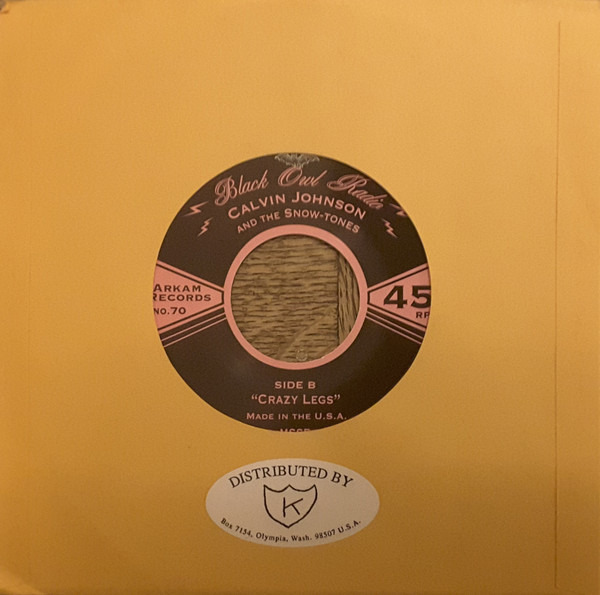 Black Owl Radio
CALVIN JOHNSON
AND THE SNOW-TONES
ARKAM
RECORDS
NO.70
45
RP
SIDE B
"CRAZY LEGS"
MADE IN THE U.S.A.
DISTRIBUTED BY
K
Box 7154, Olympia, Wash. 98507 U.S.A.